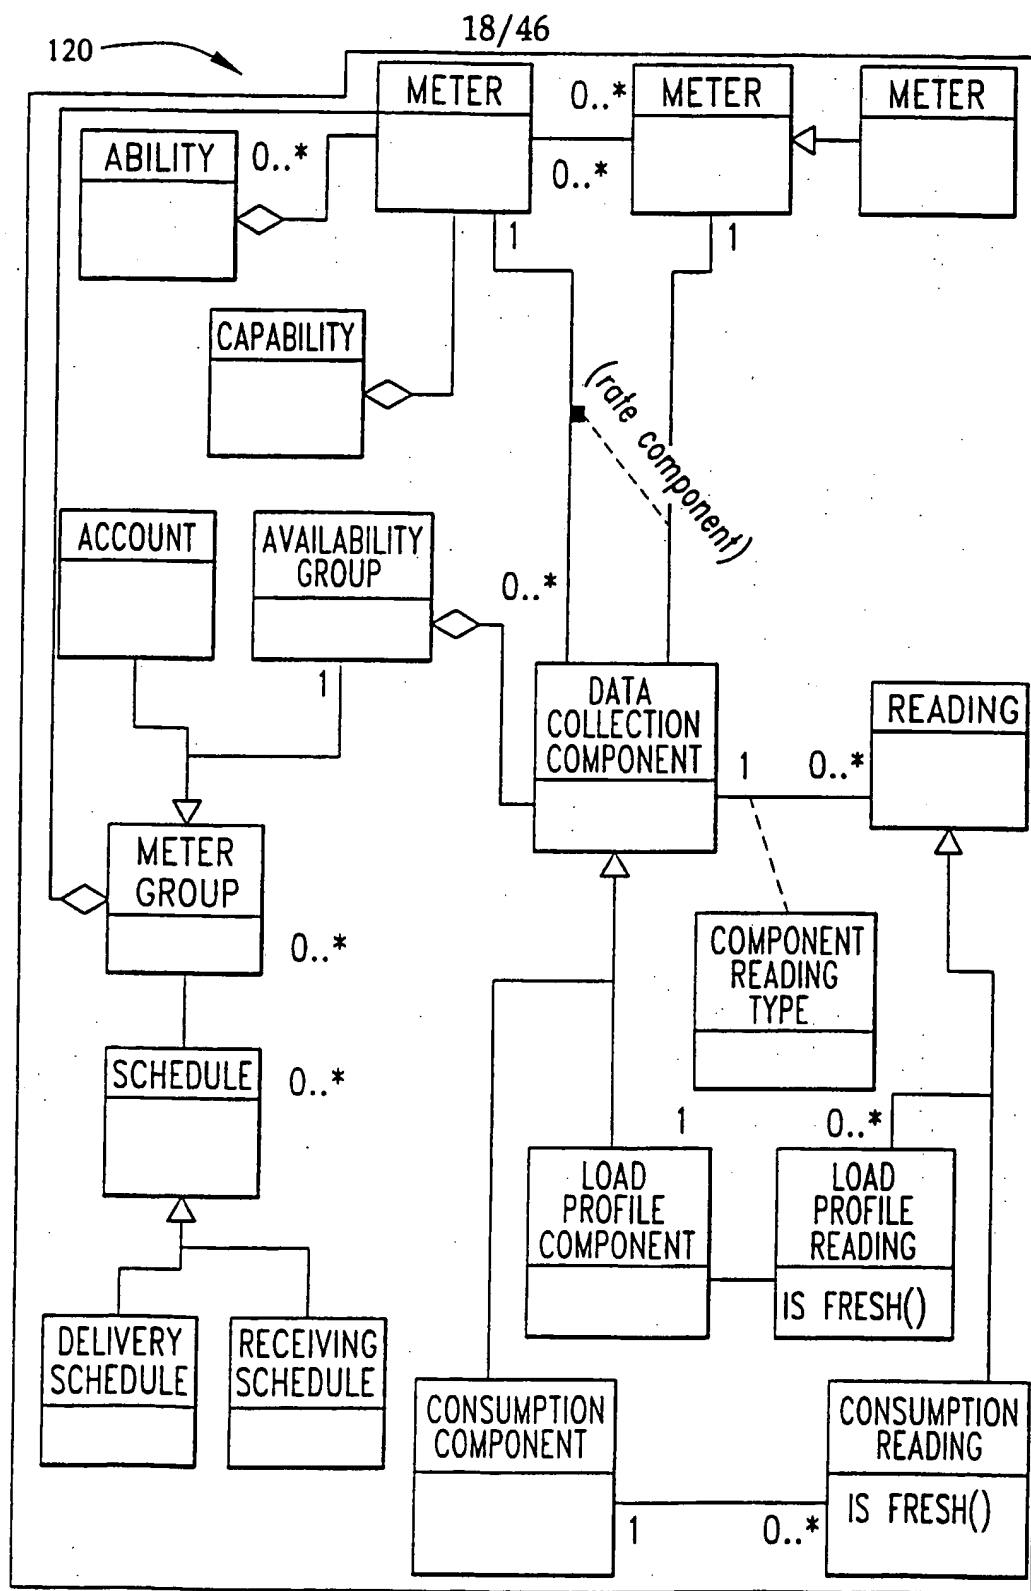 18/46
120
METER
0..*
METER
METER
ABILITY
0..*
0..*
1
1
CAPABILITY
(rate component)
ACCOUNT
AVAILABILITY
GROUP
0..*
1
DATA
COLLECTION
COMPONENT
READING
1
0..*
METER
GROUP
0..*
COMPONENT
READING
TYPE
SCHEDULE
0..*
1
0..*
LOAD
PROFILE
COMPONENT
LOAD
PROFILE
READING
IS FRESH()
DELIVERY
SCHEDULE
RECEIVING
SCHEDULE
CONSUMPTION
COMPONENT
CONSUMPTION
READING
IS FRESH()
1
0..*